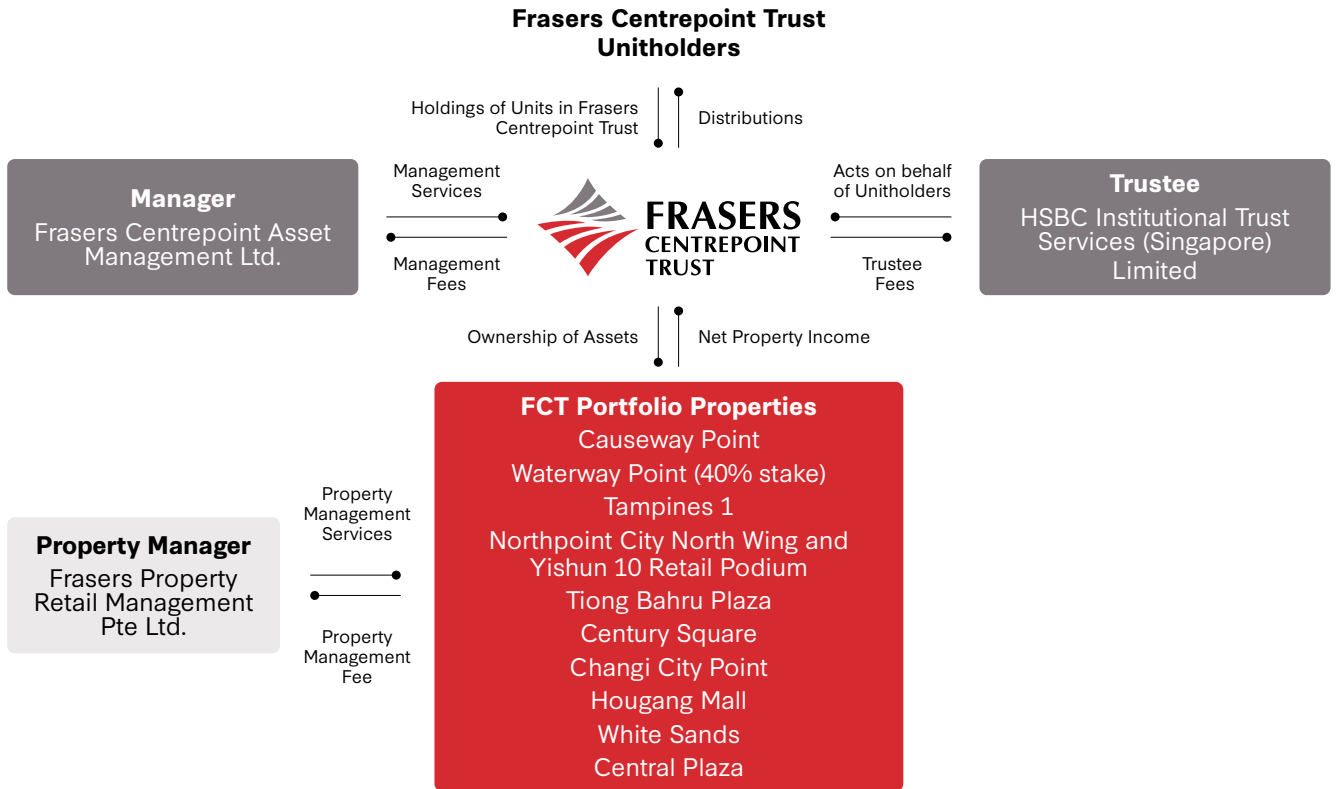 Frasers Centrepoint Trust
Unitholders
Holdings of Units in Frasers
Centrepoint Trust
Distributions
Manager
Frasers Centrepoint Asset
Management Ltd.
Management
Services
Management
Fees
FRASERS
CENTREPOINT
TRUST
Acts on behalf
of Unitholders
Trustee
Fees
Trustee
HSBC Institutional Trust
Services (Singapore)
Limited
Ownership of Assets
Net Property Income
Property Manager
Frasers Property
Retail Management
Pte Ltd.
Property
Management
Services
Property
Management
Fee
FCT Portfolio Properties
Causeway Point
Waterway Point (40% stake)
Tampines 1
Northpoint City North Wing and
Yishun 10 Retail Podium
Tiong Bahru Plaza
Century Square
Changi City Point
Hougang Mall
White Sands
Central Plaza